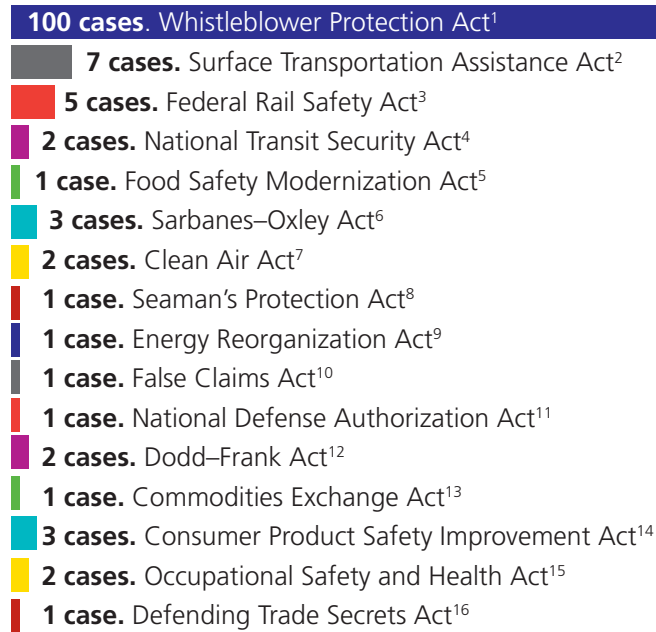 100 cases. Whistleblower Protection Act¹
7 cases. Surface Transportation Assistance Act²
5 cases. Federal Rail Safety Act³
2 cases. National Transit Security Act⁴
1 case. Food Safety Modernization Act⁵
3 cases. Sarbanes–Oxley Act⁶
2 cases. Clean Air Act⁷
1 case. Seaman's Protection Act⁸
1 case. Energy Reorganization Act⁹
1 case. False Claims Act¹⁰
1 case. National Defense Authorization Act¹¹
2 cases. Dodd–Frank Act¹²
1 case. Commodities Exchange Act¹³
3 cases. Consumer Product Safety Improvement Act¹⁴
2 cases. Occupational Safety and Health Act¹⁵
1 case. Defending Trade Secrets Act¹⁶